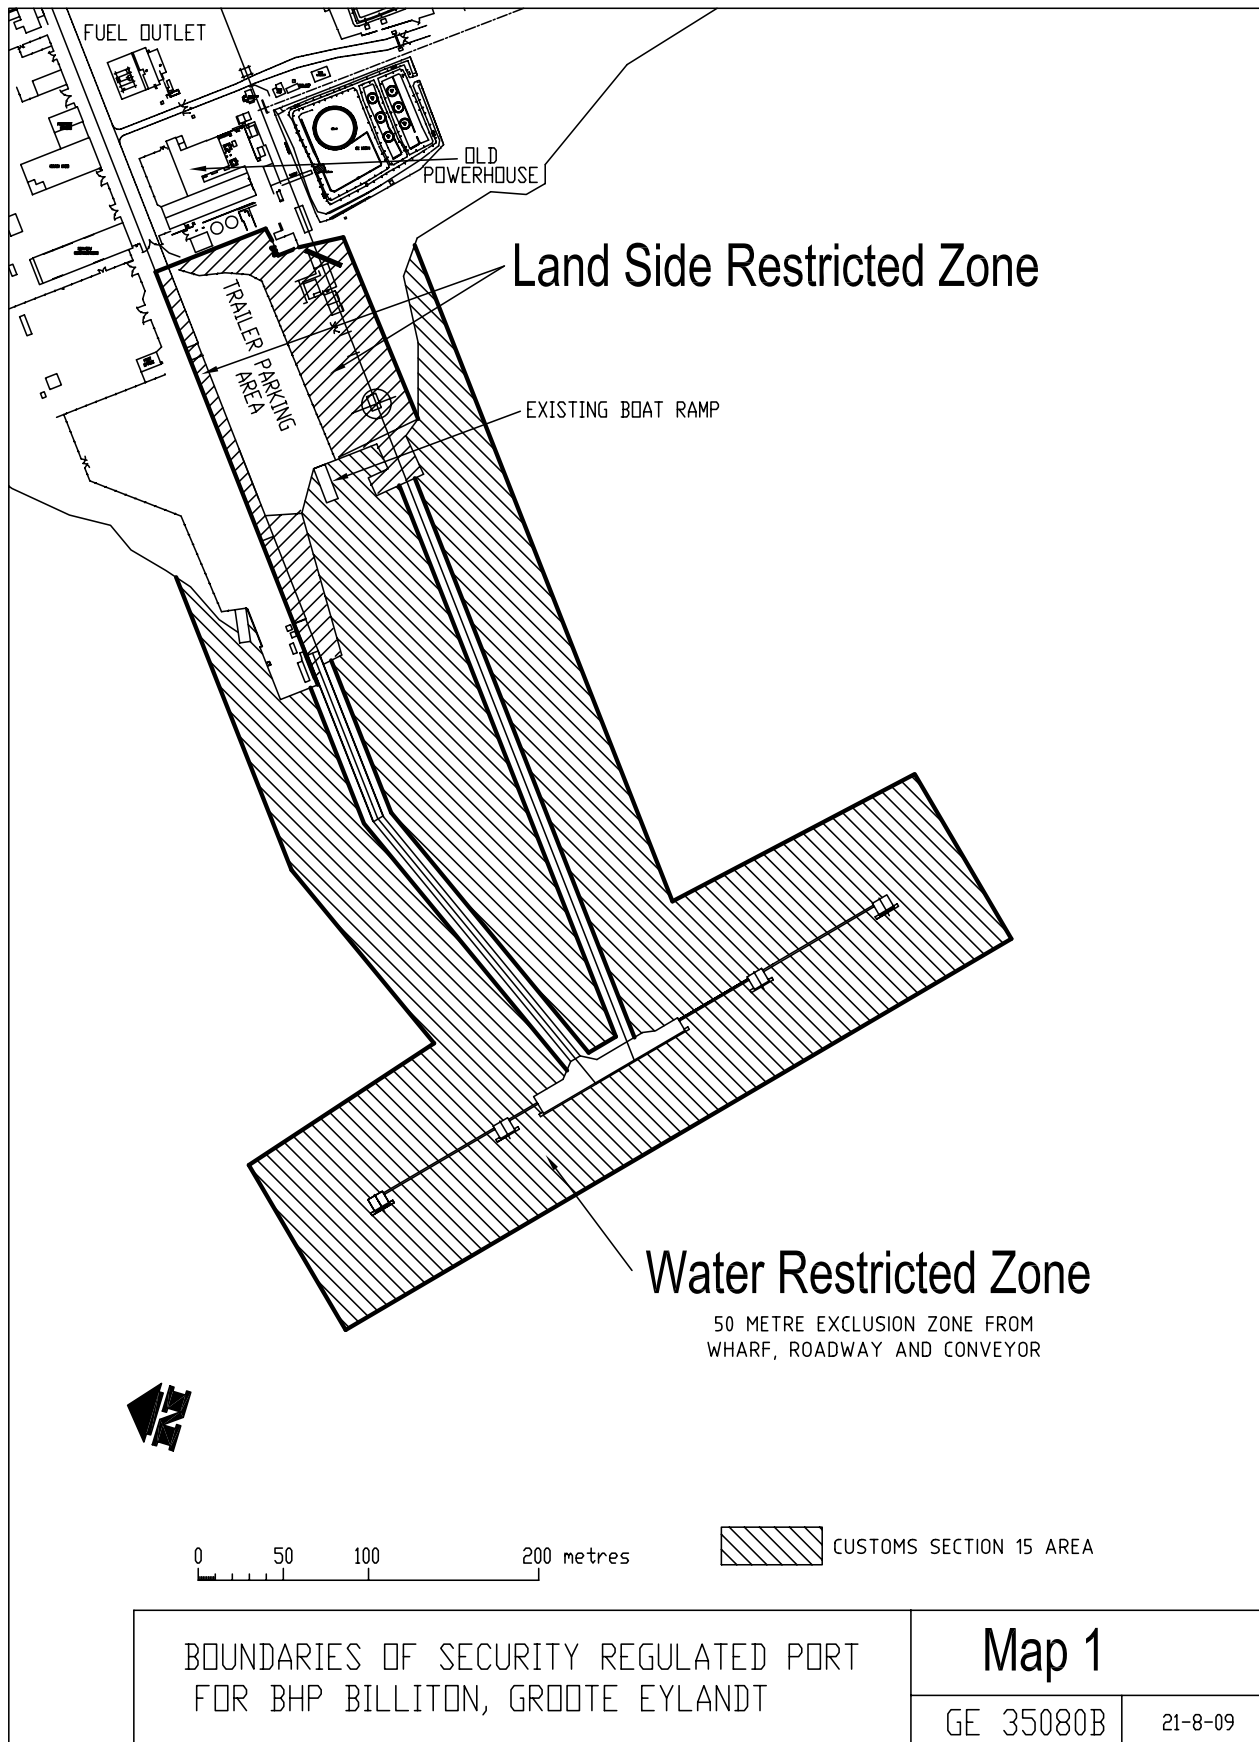 FUEL OUTLET
OLD
POWERHOUSE
Land Side Restricted Zone
TRAILER PARKING
AREA
EXISTING BOAT RAMP
Water Restricted Zone
50 METRE EXCLUSION ZONE FROM
WHARF, ROADWAY AND CONVEYOR
N
0 50 100 200 metres
CUSTOMS SECTION 15 AREA
BOUNDARIES OF SECURITY REGULATED PORT
FOR BHP BILLITON, GROOTE EYLANDT
Map 1
GE 35080B
21-8-09